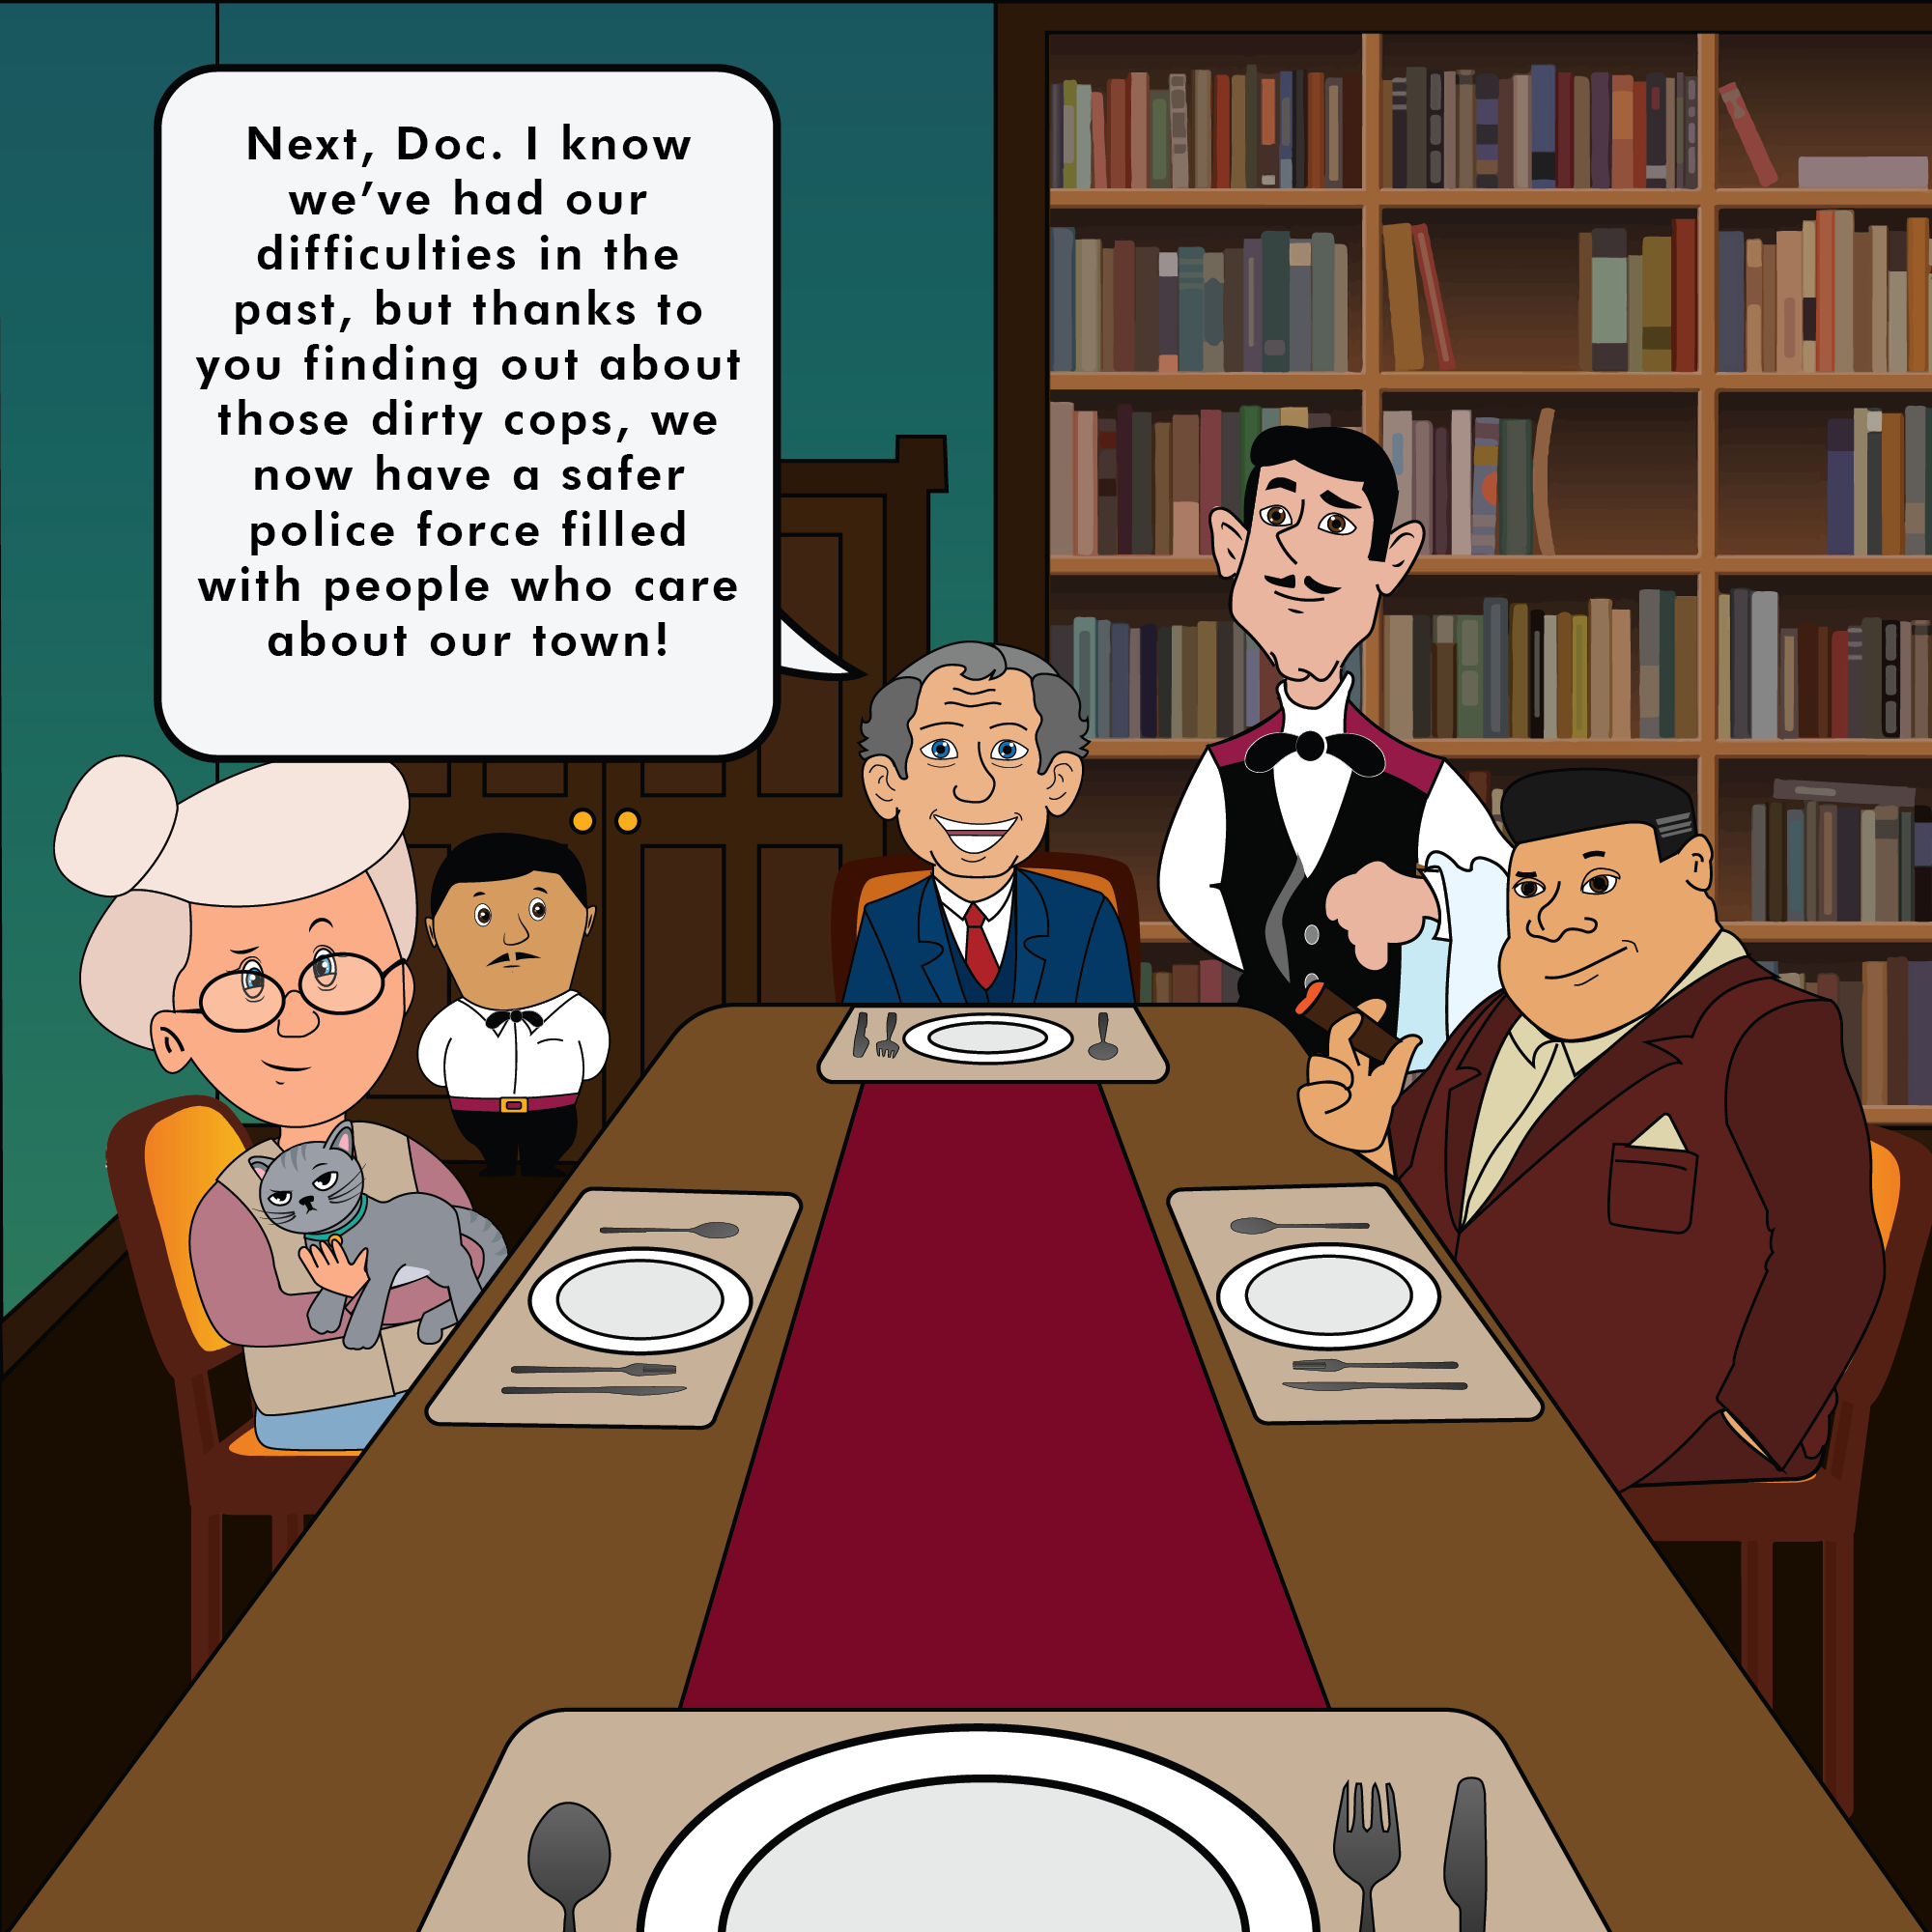 Next, Doc. I know
we’ve had our
difficulties in the
past, but thanks to
you finding out about
those dirty cops, we
now have a safer
police force filled
with people who care
about our town!